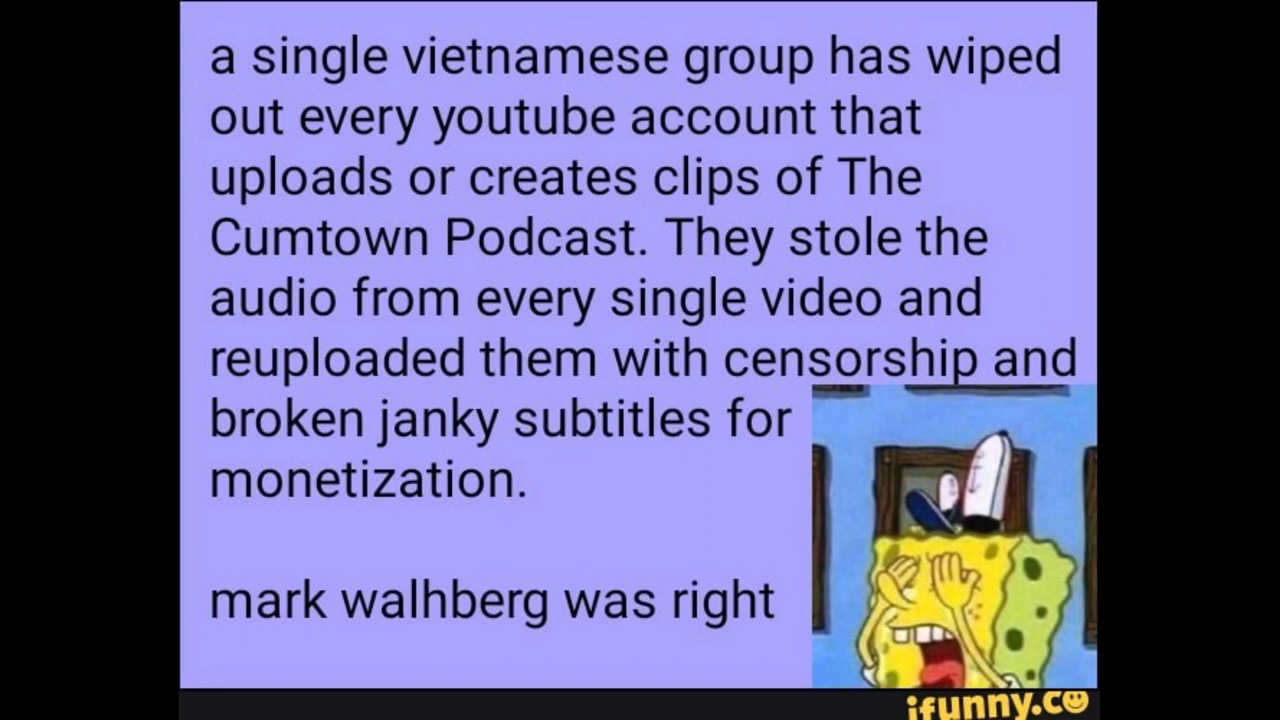 a single vietnamese group has wiped
out every youtube account that
uploads or creates clips of The
Cumtown Podcast. They stole the
audio from every single video and
reuploaded them with censorship and
broken janky subtitles for
monetization.
mark walhberg was right
ifunny.co